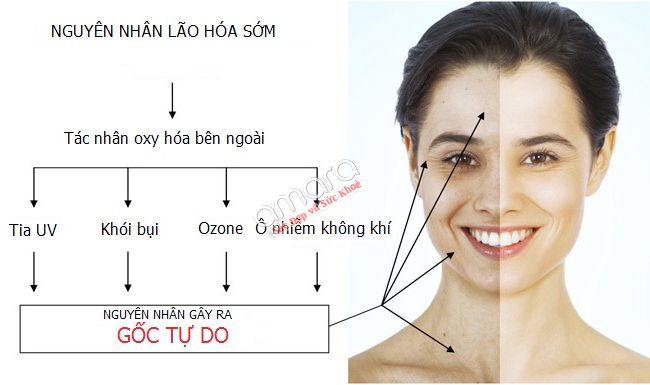 NGUYÊN NHÂN LÃO HÓA SỚM
Tác nhân oxy hóa bên ngoài
amara
Đẹp và Sức Khoẻ
Tia UV Khói bụi Ozone Ô nhiễm không khí
NGUYÊN NHÂN GÂY RA
GỐC TỰ DO